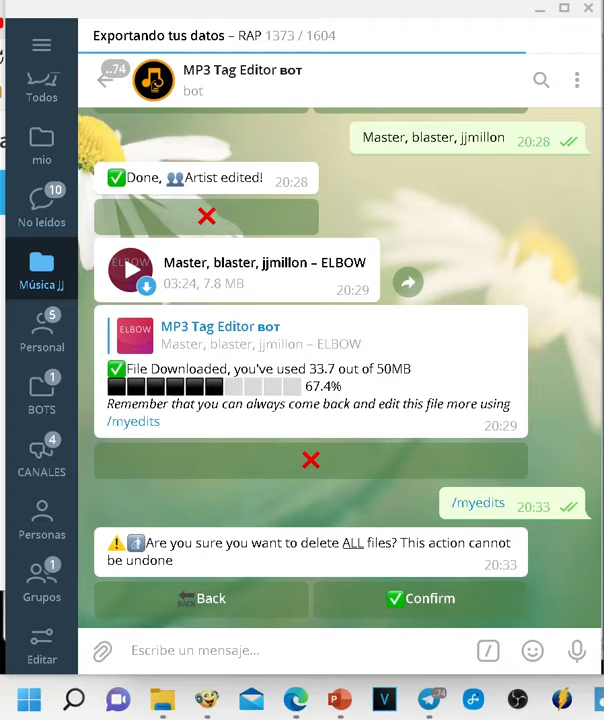 Exportando tus datos – RAP 1373 / 1604
..74
MP3 Tag Editor BOT
bot
Todos
mio
10
No leídos
Música JJ
5
Personal
1
BOTS
4
CANALES
Personas
1
Grupos
Editar
Master, blaster, jjmillon 20:28
✅Done, 👥Artist edited! 20:28
❌
ELBOW
Master, blaster, jjmillon – ELBOW
03:24, 7.8 MB 20:29
ELBOW
MP3 Tag Editor BOT
Master, blaster, jjmillon – ELBOW
✅File Downloaded, you've used 33.7 out of 50MB
⬛⬛⬛⬛⬛⬛⬜⬜⬜⬜ 67.4%
Remember that you can always come back and edit this file more using
/myedits 20:29
❌
/myedits 20:33
⚠️🚮Are you sure you want to delete ALL files? This action cannot
be undone 20:33
🔙Back
✅Confirm
Escribe un mensaje...
V
74